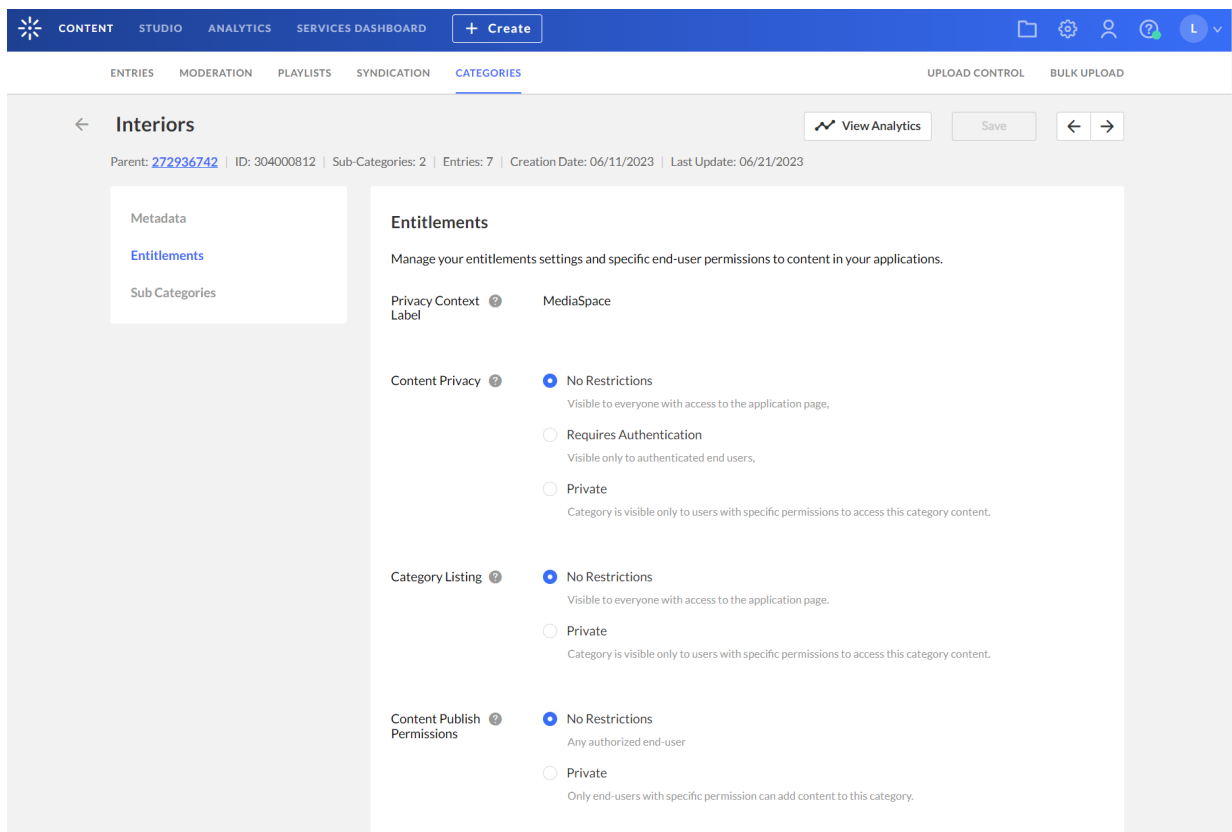 CONTENT STUDIO ANALYTICS SERVICES DASHBOARD + Create L
ENTRIES MODERATION PLAYLISTS SYNDICATION CATEGORIES UPLOAD CONTROL BULK UPLOAD
Interiors View Analytics Save
Parent: 272936742 | ID: 304000812 | Sub-Categories: 2 | Entries: 7 | Creation Date: 06/11/2023 | Last Update: 06/21/2023
Metadata
Entitlements
Sub Categories
Entitlements
Manage your entitlements settings and specific end-user permissions to content in your applications.
Privacy Context Label ? MediaSpace
Content Privacy ? No Restrictions
Visible to everyone with access to the application page,
Requires Authentication
Visible only to authenticated end users,
Private
Category is visible only to users with specific permissions to access this category content.
Category Listing ? No Restrictions
Visible to everyone with access to the application page.
Private
Category is visible only to users with specific permissions to access this category content.
Content Publish Permissions ? No Restrictions
Any authorized end-user
Private
Only end-users with specific permission can add content to this category.